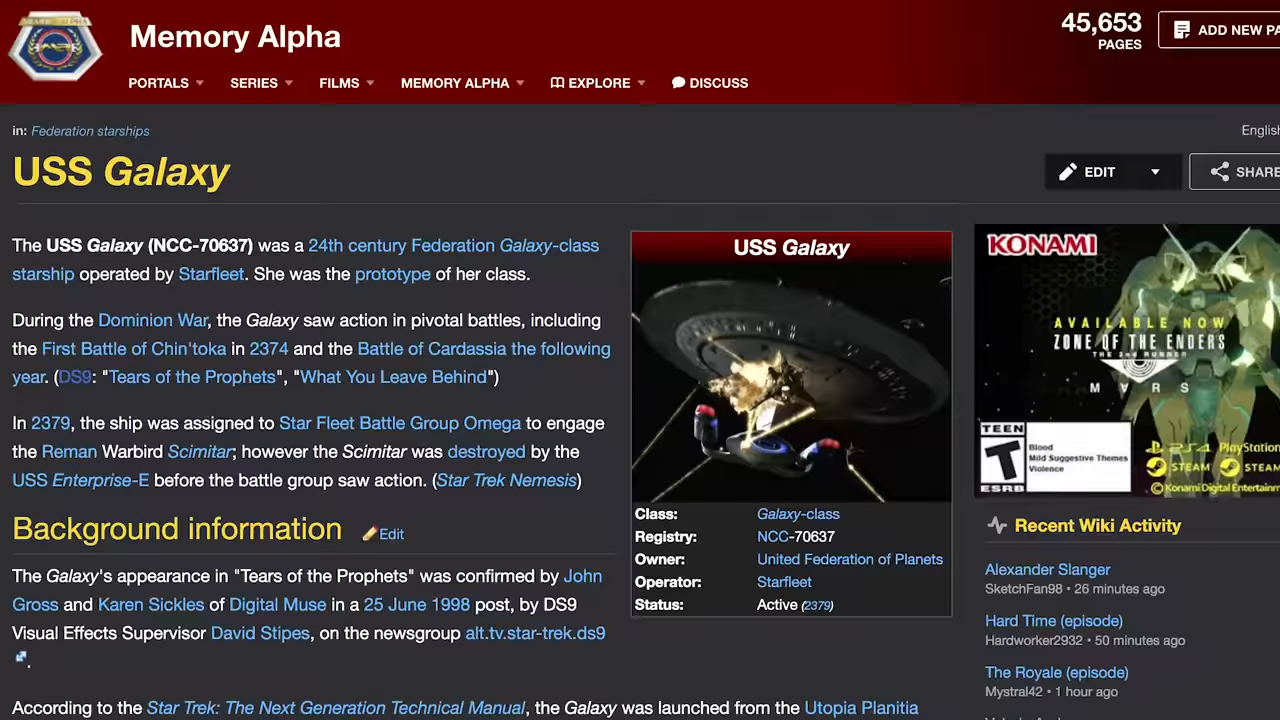 Memory Alpha
45,653
PAGES
ADD NEW PA
PORTALS
SERIES
FILMS
MEMORY ALPHA
EXPLORE
DISCUSS
in: Federation starships
English
USS Galaxy
EDIT
SHARE
The USS Galaxy (NCC-70637) was a 24th century Federation Galaxy-class
starship operated by Starfleet. She was the prototype of her class.
During the Dominion War, the Galaxy saw action in pivotal battles, including
the First Battle of Chin'toka in 2374 and the Battle of Cardassia the following
year. (DS9: "Tears of the Prophets", "What You Leave Behind")
In 2379, the ship was assigned to Star Fleet Battle Group Omega to engage
the Reman Warbird Scimitar; however the Scimitar was destroyed by the
USS Enterprise-E before the battle group saw action. (Star Trek Nemesis)
Background information
Edit
The Galaxy's appearance in "Tears of the Prophets" was confirmed by John
Gross and Karen Sickles of Digital Muse in a 25 June 1998 post, by DS9
Visual Effects Supervisor David Stipes, on the newsgroup alt.tv.star-trek.ds9
.
According to the Star Trek: The Next Generation Technical Manual, the Galaxy was launched from the Utopia Planitia
USS Galaxy
Class: Galaxy-class
Registry: NCC-70637
Owner: United Federation of Planets
Operator: Starfleet
Status: Active (2379)
KONAMI
AVAILABLE NOW
ZONE OF THE ENDERS
THE 2nd RUNNER
MARS
TEEN
T
ESRB
Blood
Mild Suggestive Themes
Violence
PS4 PlayStation
STEAM STEAM
©Konami Digital Entertainm
Recent Wiki Activity
Alexander Slanger
SketchFan98 • 26 minutes ago
Hard Time (episode)
Hardworker2932 • 50 minutes ago
The Royale (episode)
Mystral42 • 1 hour ago